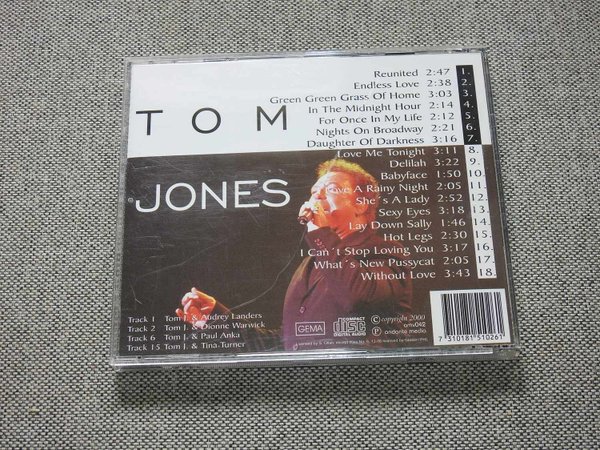 TOM
JONES
Reunited 2:47 1.
Endless Love 2:38 2.
Green Green Grass Of Home 3:03 3.
In The Midnight Hour 2:14 4.
For Once In My Life 2:12 5.
Nights On Broadway 2:21 6.
Daughter Of Darkness 3:16 7.
Love Me Tonight 3:11 8.
Delilah 3:22 9.
Babyface 1:50 10.
Love A Rainy Night 2:05 11.
She´s A Lady 2:52 12.
Sexy Eyes 3:18 13.
Lay Down Sally 1:46 14.
Hot Legs 2:30 15.
I Can´t Stop Loving You 3:17 16.
What´s New Pussycat 2:05 17.
Without Love 3:43 18.
Track 1 Tom J. & Audrey Landers
Track 2 Tom J. & Dionne Warwick
Track 6 Tom J. & Paul Anka
Track 15 Tom J. & Tina-Turner
GEMA
COMPACT
disc
DIGITAL AUDIO
copyright 2000
andante media
7 310181 510261